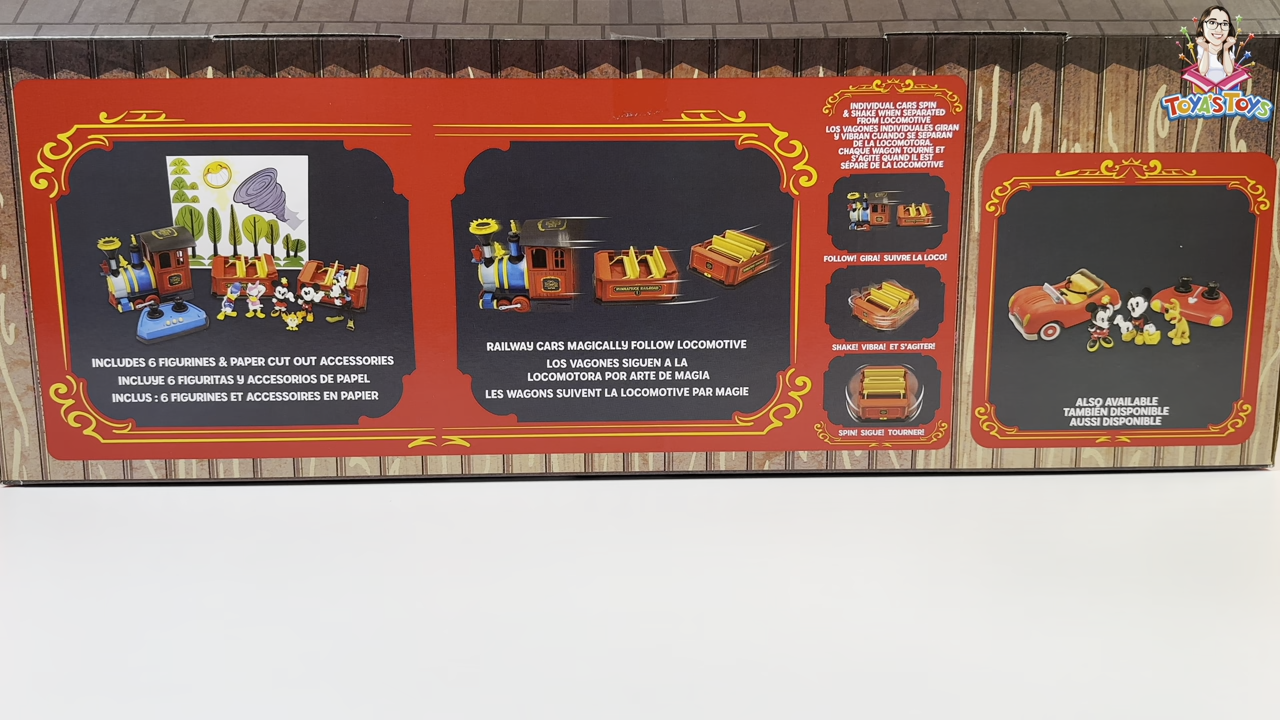 INCLUDES 6 FIGURINES & PAPER CUT OUT ACCESSORIES
INCLUYE 6 FIGURITAS Y ACCESORIOS DE PAPEL
INCLUS : 6 FIGURINES ET ACCESSOIRES EN PAPIER
RAILWAY CARS MAGICALLY FOLLOW LOCOMOTIVE
LOS VAGONES SIGUEN A LA
LOCOMOTORA POR ARTE DE MAGIA
LES WAGONS SUIVENT LA LOCOMOTIVE PAR MAGIE
INDIVIDUAL CARS SPIN
& SHAKE WHEN SEPARATED
FROM LOCOMOTIVE
LOS VAGONES INDIVIDUALES GIRAN
Y VIBRAN CUANDO SE SEPARAN
DE LA LOCOMOTORA.
CHAQUE WAGON TOURNE ET
S'AGITE QUAND IL EST
SÉPARÉ DE LA LOCOMOTIVE
FOLLOW! GIRA! SUIVRE LA LOCO!
SHAKE! VIBRA! ET S'AGITER!
SPIN! SIGUE! TOURNER!
ALSO AVAILABLE
TAMBIÉN DISPONIBLE
AUSSI DISPONIBLE
TOYA'S TOYS